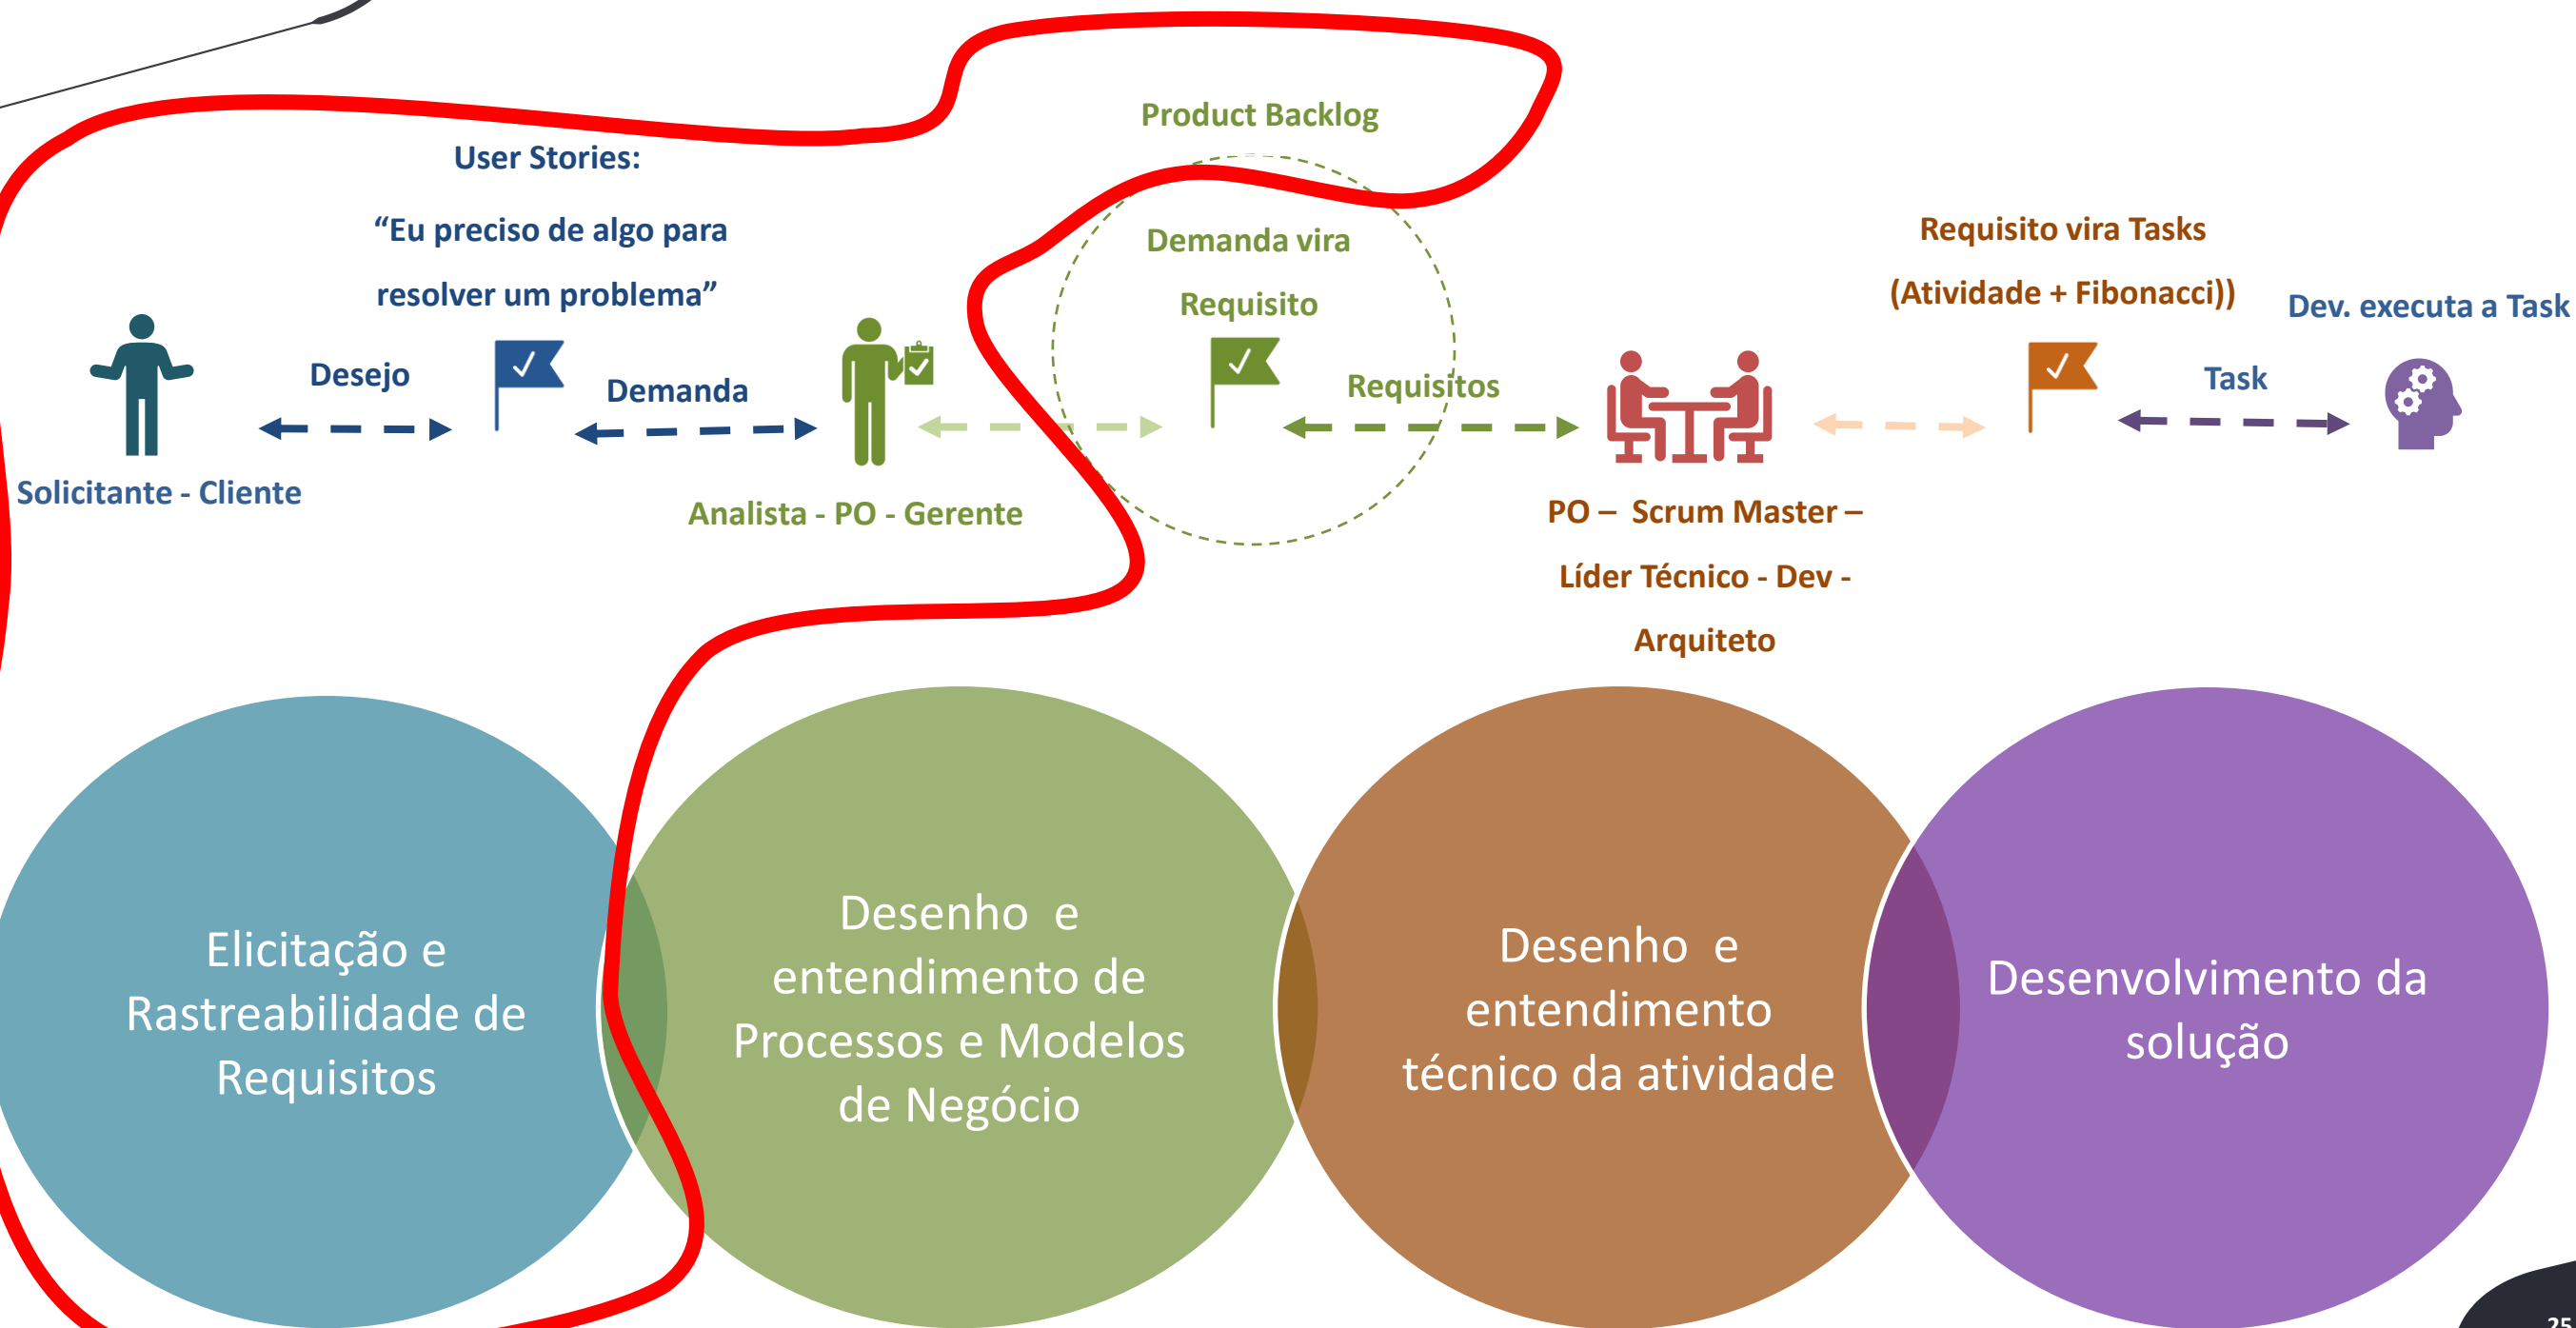 Product Backlog
User Stories:
“Eu preciso de algo para
resolver um problema”
Demanda vira
Requisito
Requisito vira Tasks
(Atividade + Fibonacci))
Dev. executa a Task
Desejo
Demanda
Requisitos
Task
Solicitante - Cliente
Analista - PO - Gerente
PO – Scrum Master –
Líder Técnico - Dev -
Arquiteto
Elicitação e
Rastreabilidade de
Requisitos
Desenho e
entendimento de
Processos e Modelos
de Negócio
Desenho e
entendimento
técnico da atividade
Desenvolvimento da
solução
25